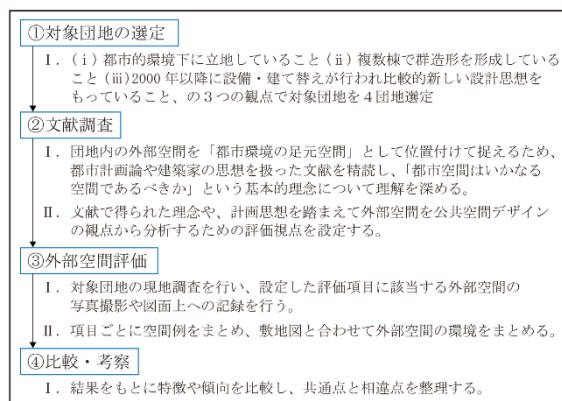 ①対象団地の選定
Ⅰ．(ⅰ) 都市的環境下に立地していること (ⅱ) 複数棟で群造形を形成している
こと (ⅲ)2000 年以降に設備・建て替えが行われ比較的新しい設計思想を
もっていること、の３つの観点で対象団地を４団地選定
②文献調査
Ⅰ．団地内の外部空間を「都市環境の足元空間」として位置付けて捉えるため、
都市計画論や建築家の思想を扱った文献を精読し、「都市空間はいかなる
空間であるべきか」という基本的理念について理解を深める。
Ⅱ．文献で得られた理念や、計画思想を踏まえて外部空間を公共空間デザイン
の観点から分析するための評価視点を設定する。
③外部空間評価
Ⅰ．対象団地の現地調査を行い、設定した評価項目に該当する外部空間の
写真撮影や図面上への記録を行う。
Ⅱ．項目ごとに空間例をまとめ、敷地図と合わせて外部空間の環境をまとめる。
④比較・考察
Ⅰ．結果をもとに特徴や傾向を比較し、共通点と相違点を整理する。